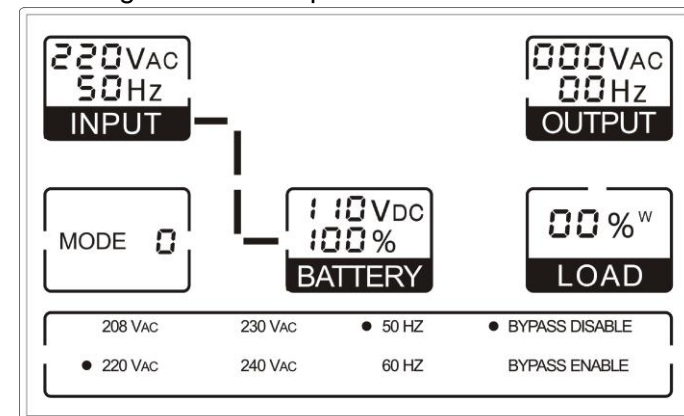 220VAC
50Hz
INPUT
000VAC
00Hz
OUTPUT
MODE 0
110VDC
100%
BATTERY
00%W
LOAD
208 VAC 230 VAC ● 50 HZ ● BYPASS DISABLE
● 220 VAC 240 VAC 60 HZ BYPASS ENABLE